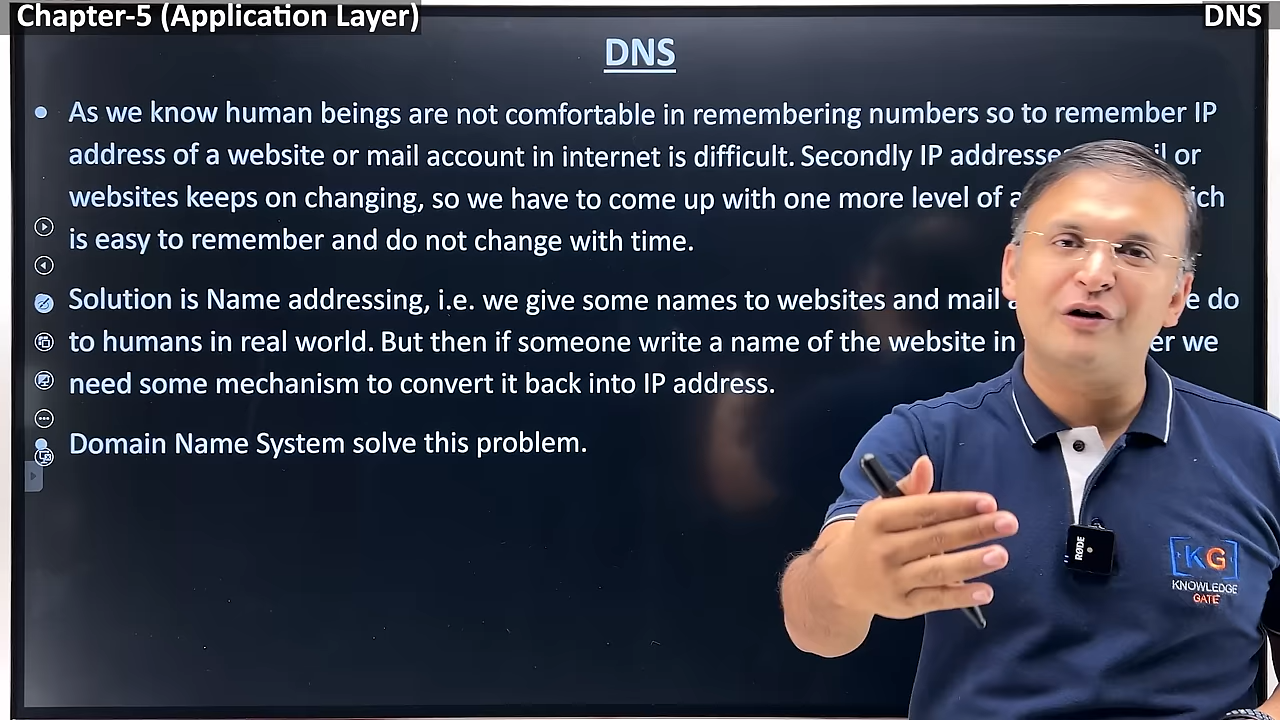 Chapter-5 (Application Layer)
DNS
DNS
As we know human beings are not comfortable in remembering numbers so to remember IP
address of a website or mail account in internet is difficult. Secondly IP addresses or
websites keeps on changing, so we have to come up with one more level of
is easy to remember and do not change with time.
Solution is Name addressing, i.e. we give some names to websites and mail do
to humans in real world. But then if someone write a name of the website in we
need some mechanism to convert it back into IP address.
Domain Name System solve this problem.
RØDE
KG
KNOWLEDGE
GATE